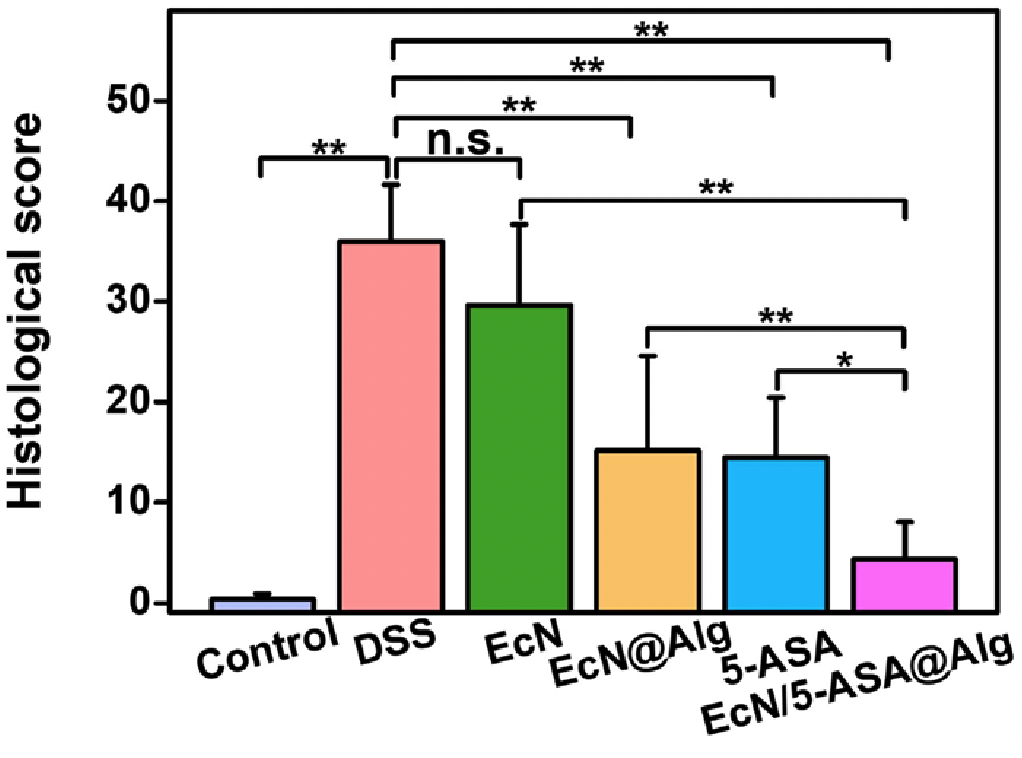 Histological score
**
**
50
**
n.s.
**
40
**
30
**
*
20
10
0
Control
DSS
EcN
EcN@Alg
5-ASA
EcN/5-ASA@Alg